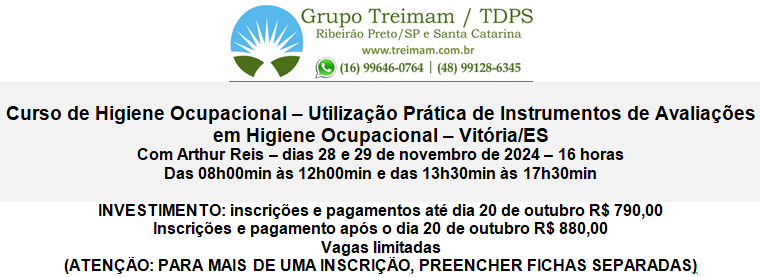 Grupo Treimam / TDPS
Ribeirão Preto/SP e Santa Catarina
www.treimam.com.br
(16) 99646-0764 | (48) 99128-6345
Curso de Higiene Ocupacional – Utilização Prática de Instrumentos de Avaliações
em Higiene Ocupacional – Vitória/ES
Com Arthur Reis – dias 28 e 29 de novembro de 2024 – 16 horas
Das 08h00min às 12h00min e das 13h30min às 17h30min
INVESTIMENTO: inscrições e pagamentos até dia 20 de outubro R$ 790,00
Inscrições e pagamento após o dia 20 de outubro R$ 880,00
Vagas limitadas
(ATENÇÃO: PARA MAIS DE UMA INSCRIÇÃO, PREENCHER FICHAS SEPARADAS)